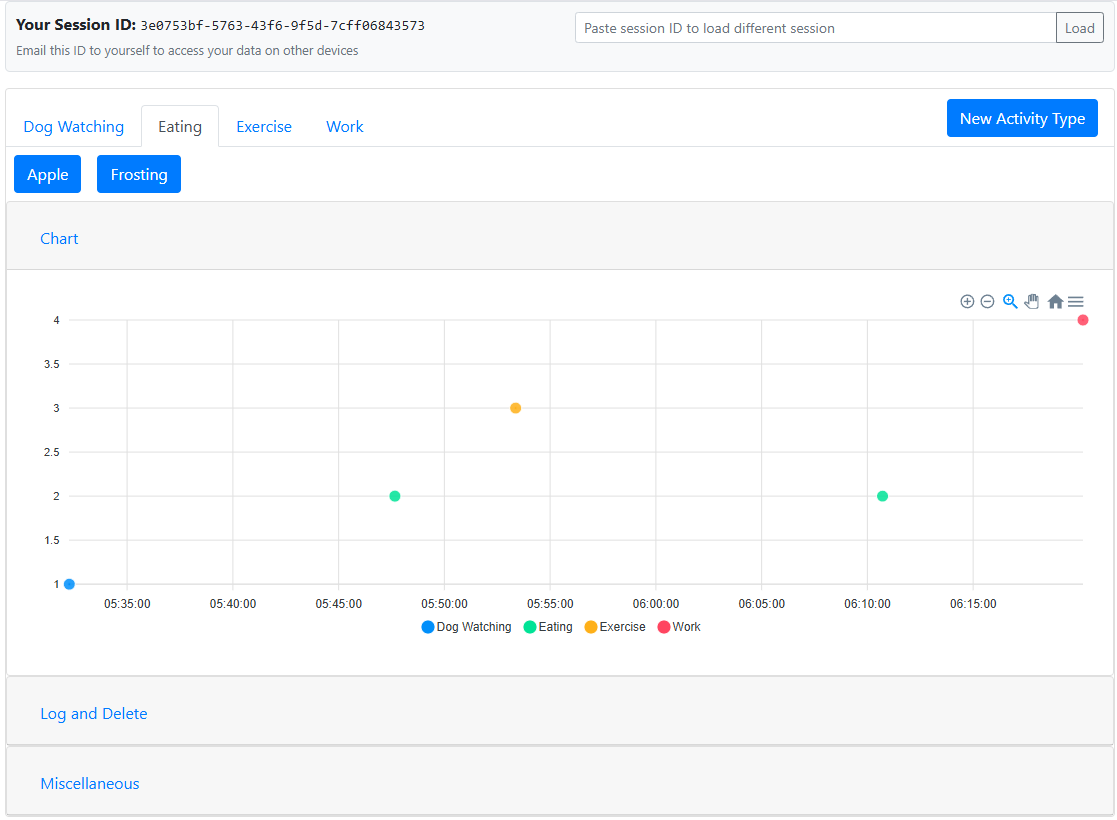 Your Session ID: 3e0753bf-5763-43f6-9f5d-7cff06843573
Email this ID to yourself to access your data on other devices
Paste session ID to load different session
Load
Dog Watching
Eating
Exercise
Work
New Activity Type
Apple
Frosting
Chart
4
3.5
3
2.5
2
1.5
1
05:35:00 05:40:00 05:45:00 05:50:00 05:55:00 06:00:00 06:05:00 06:10:00 06:15:00
Dog Watching Eating Exercise Work
Log and Delete
Miscellaneous